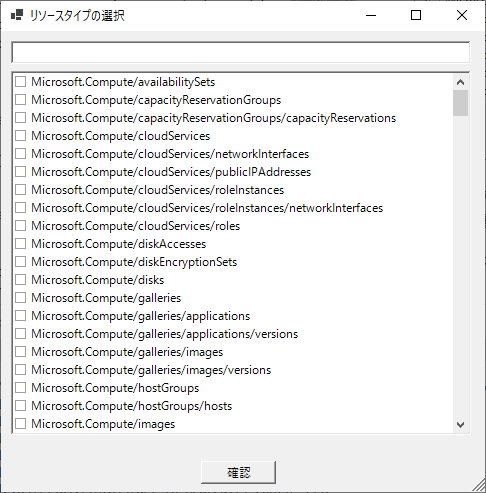 リソースタイプの選択
Microsoft.Compute/availabilitySets
Microsoft.Compute/capacityReservationGroups
Microsoft.Compute/capacityReservationGroups/capacityReservations
Microsoft.Compute/cloudServices
Microsoft.Compute/cloudServices/networkInterfaces
Microsoft.Compute/cloudServices/publicIPAddresses
Microsoft.Compute/cloudServices/roleInstances
Microsoft.Compute/cloudServices/roleInstances/networkInterfaces
Microsoft.Compute/cloudServices/roles
Microsoft.Compute/diskAccesses
Microsoft.Compute/diskEncryptionSets
Microsoft.Compute/disks
Microsoft.Compute/galleries
Microsoft.Compute/galleries/applications
Microsoft.Compute/galleries/applications/versions
Microsoft.Compute/galleries/images
Microsoft.Compute/galleries/images/versions
Microsoft.Compute/hostGroups
Microsoft.Compute/hostGroups/hosts
Microsoft.Compute/images
確認